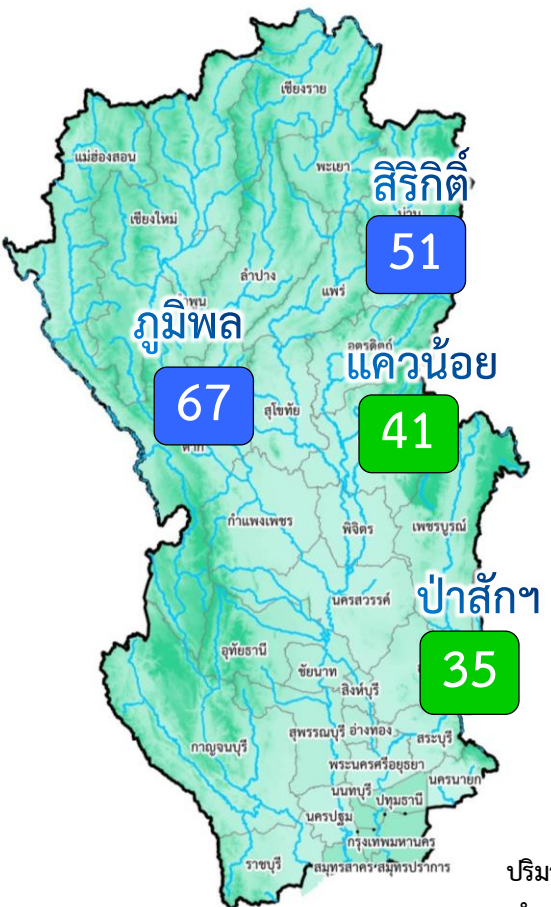 เชียงราย
แม่ฮ่องสอน
พะเยา
สิริกิติ์
น่าน
51
เชียงใหม่
ลำปาง
แพร่
ลำพูน
ภูมิพล
67
อุตรดิตถ์
แควน้อย
41
สุโขทัย
ตาก
กำแพงเพชร
พิจิตร
เพชรบูรณ์
นครสวรรค์
ป่าสักฯ
35
อุทัยธานี
ชัยนาท
สิงห์บุรี
สุพรรณบุรี อ่างทอง
สระบุรี
กาญจนบุรี
พระนครศรีอยุธยา
นครนายก
นนทบุรี
ปทุมธานี
นครปฐม
กรุงเทพมหานคร
ราชบุรี
สมุทรสาคร สมุทรปราการ